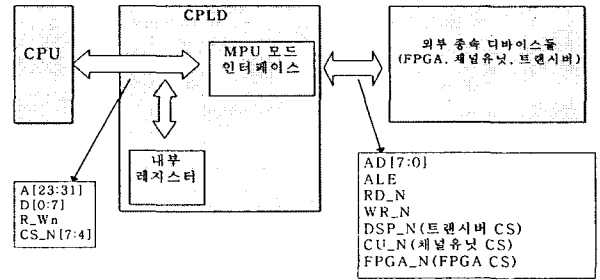 CPLD
CPU
MPU 모드
인터페이스
외부 종속 디바이스들
(FPGA, 채널유닛, 트랜시버)
내부
레지스터
A[23:31]
D[0:7]
R_Wn
CS_N[7:4]
AD[7:0]
ALE
RD_N
WR_N
DSP_N(트랜시버 CS)
CU_N(채널유닛 CS)
FPGA_N(FPGA CS)